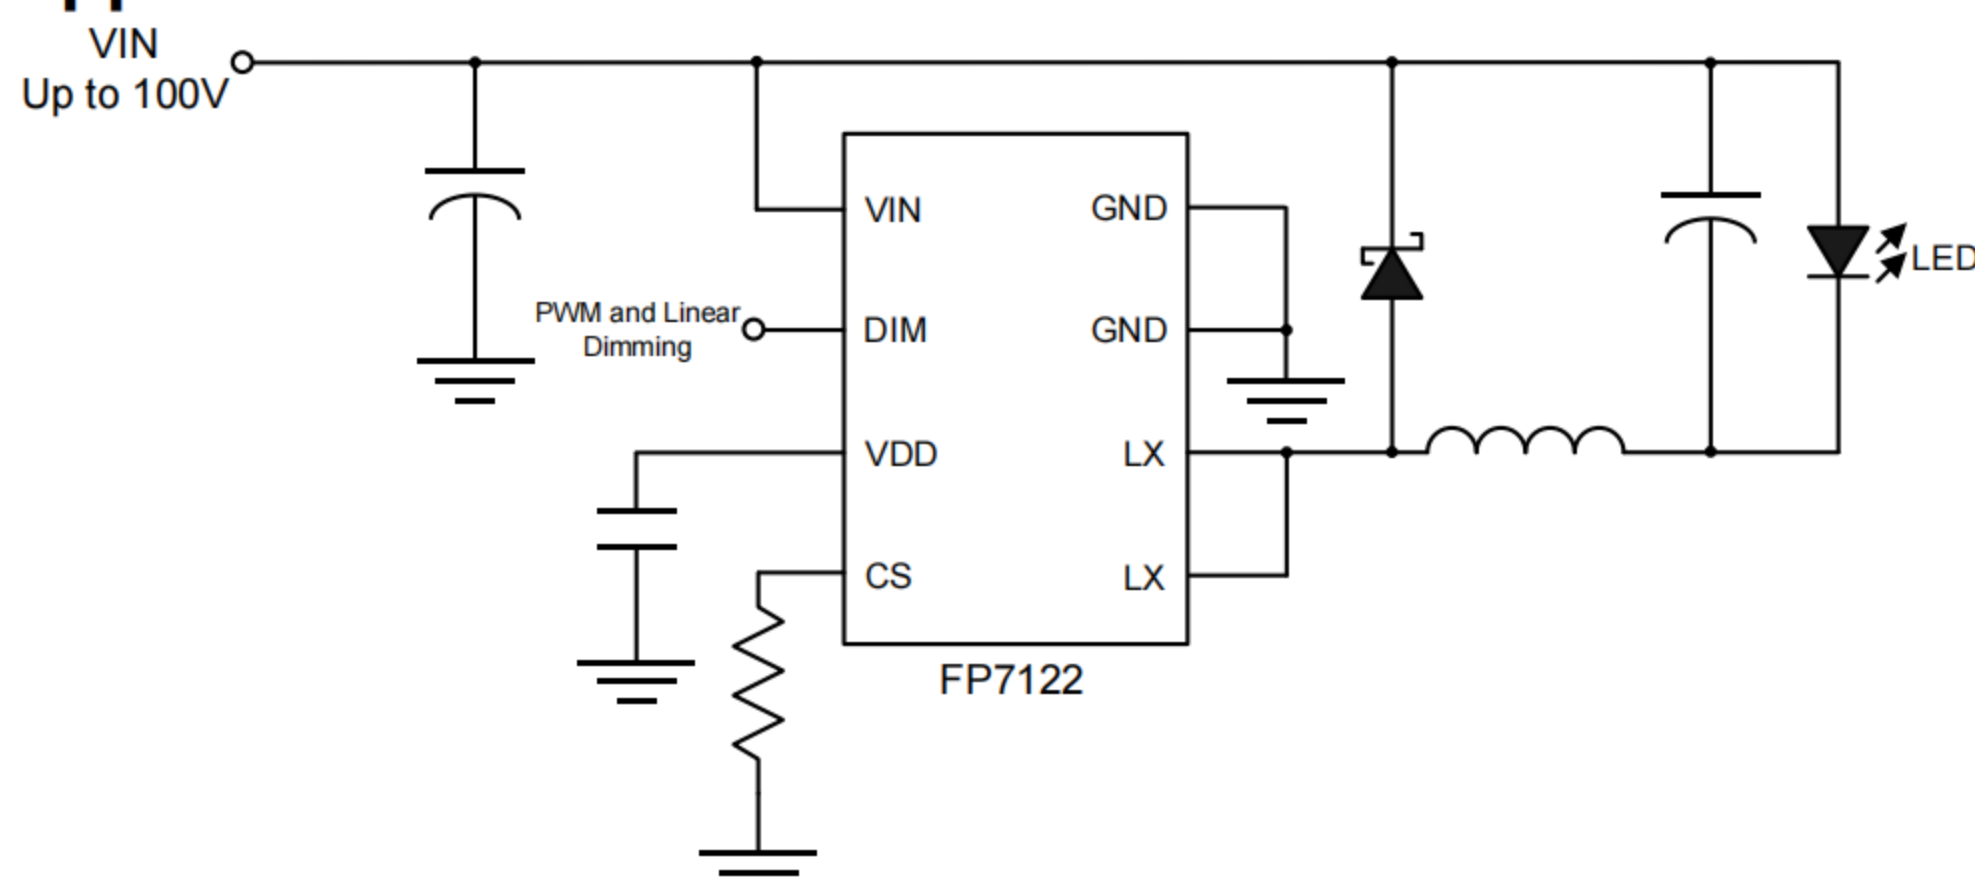 VIN
Up to 100V
VIN
GND
PWM and Linear
Dimming
DIM
GND
LED
VDD
LX
CS
LX
FP7122